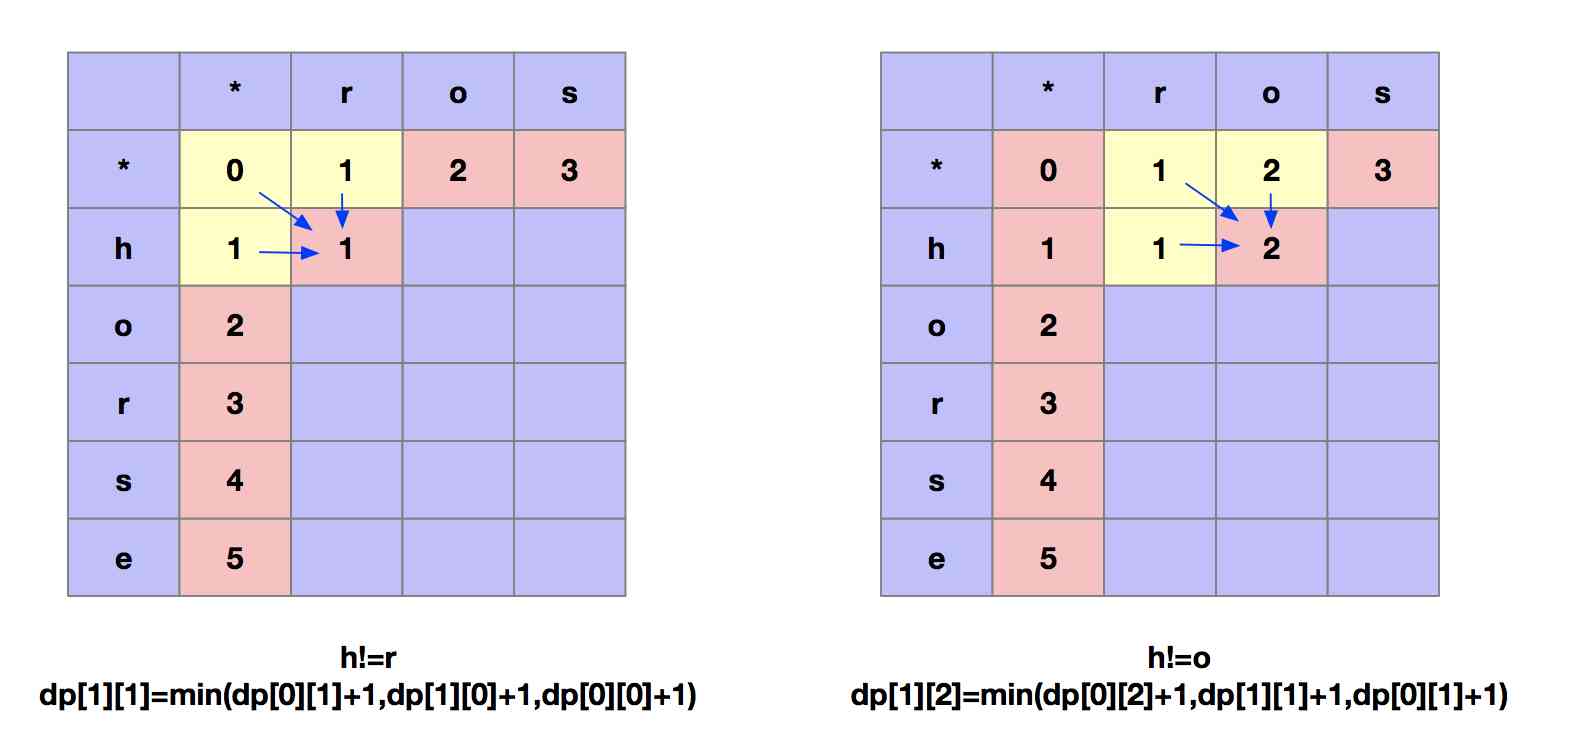 * r o s
* 0 1 2 3
h 1 1
o 2
r 3
s 4
e 5
h!=r
dp[1][1]=min(dp[0][1]+1,dp[1][0]+1,dp[0][0]+1)
* r o s
* 0 1 2 3
h 1 1 2
o 2
r 3
s 4
e 5
h!=o
dp[1][2]=min(dp[0][2]+1,dp[1][1]+1,dp[0][1]+1)